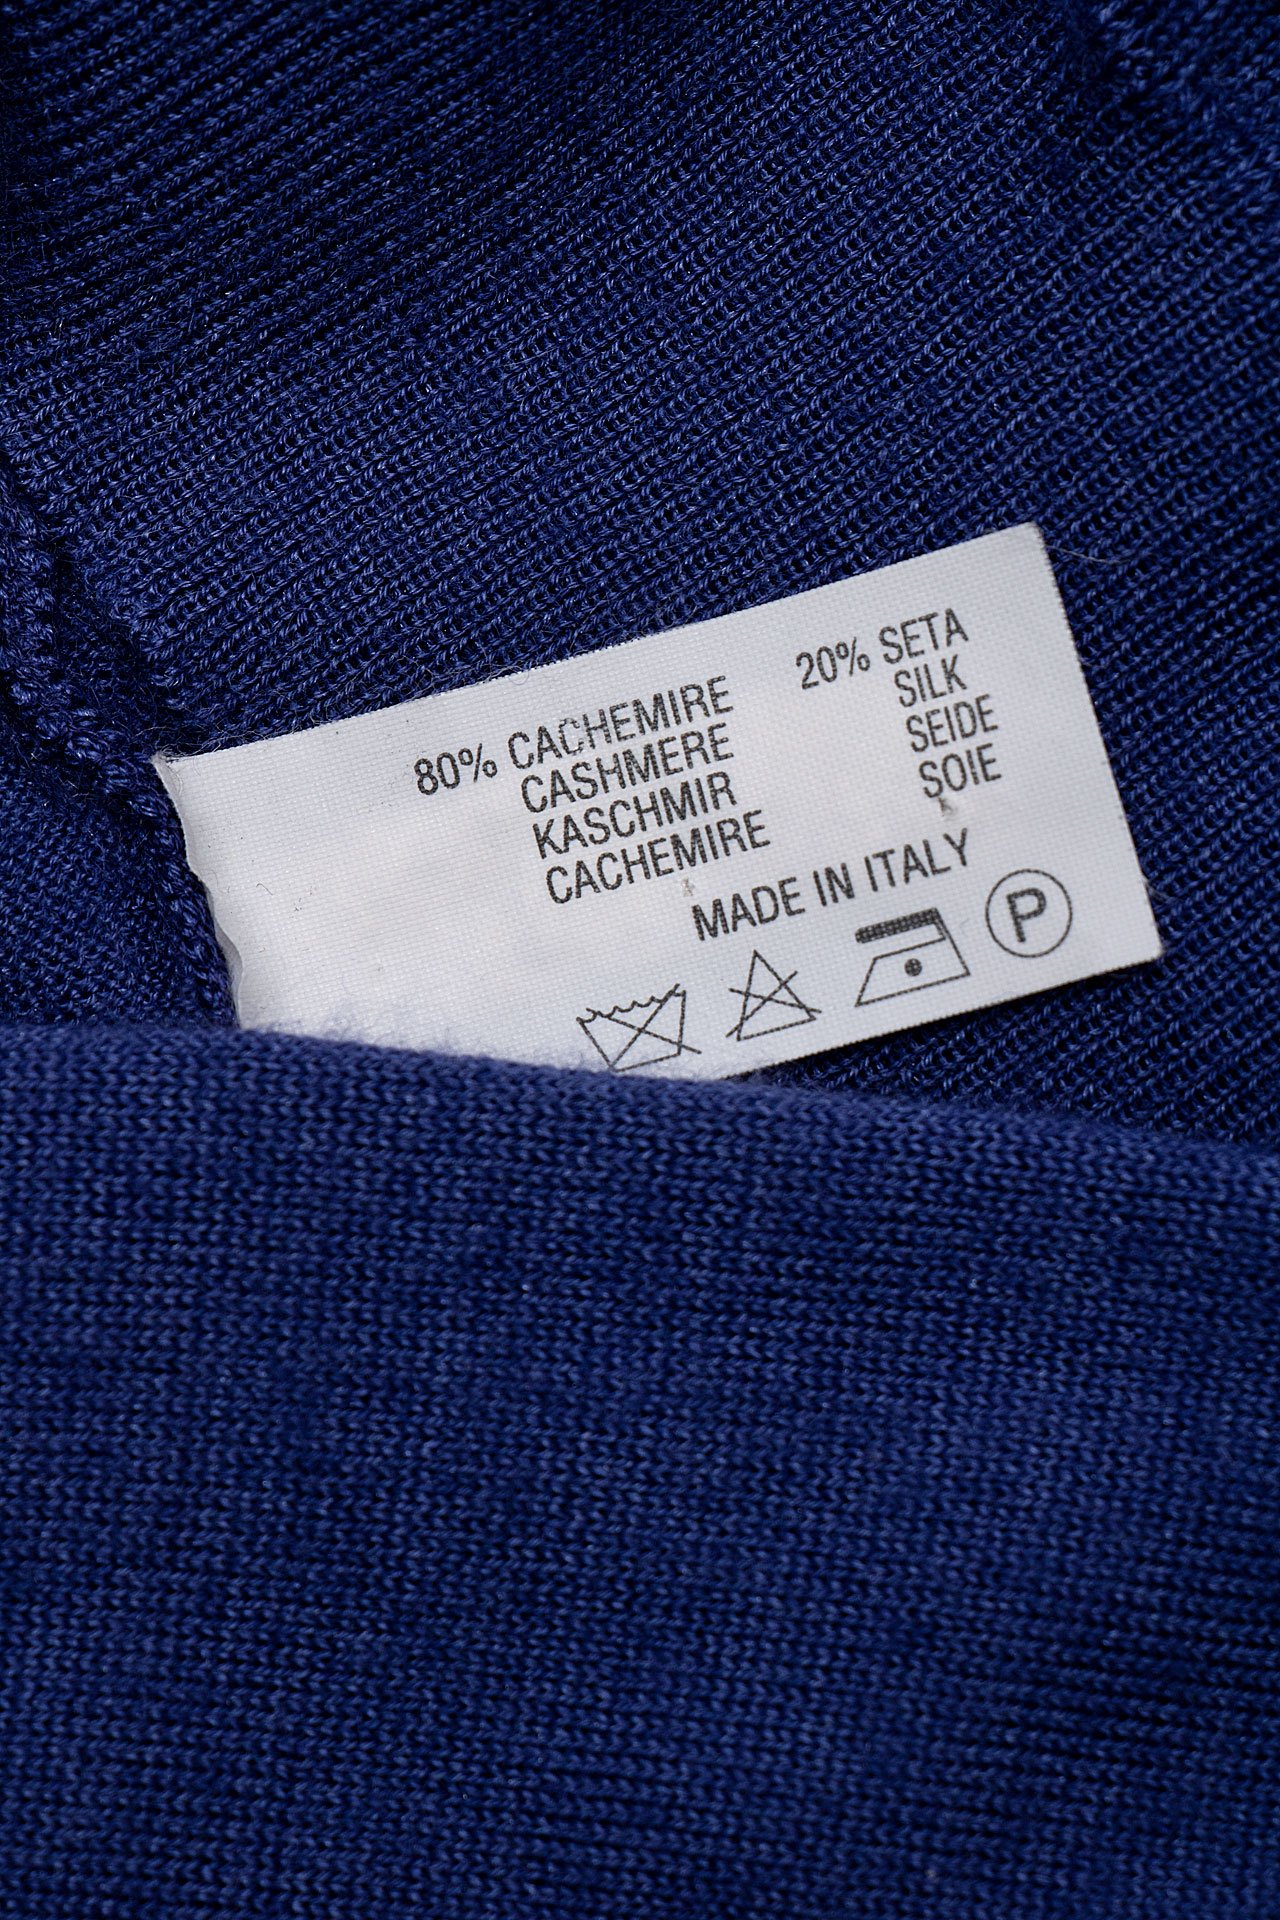 80% CACHEMIRE
CASHMERE
KASCHMIR
CACHEMIRE
20% SETA
SILK
SEIDE
SOIE
MADE IN ITALY
P